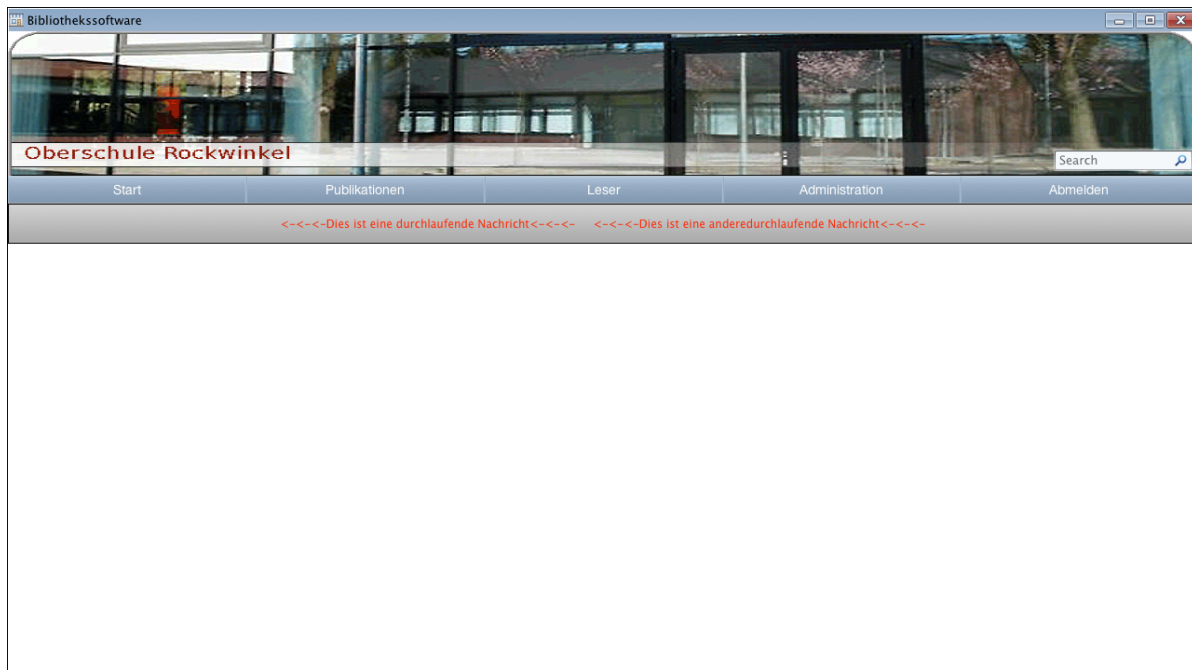 Bibliothekssoftware
Oberschule Rockwinkel
Search
Start Publikationen Leser Administration Abmelden
<-<-<-Dies ist eine durchlaufende Nachricht<-<-<- <-<-<-Dies ist eine anderedurchlaufende Nachricht<-<-<-